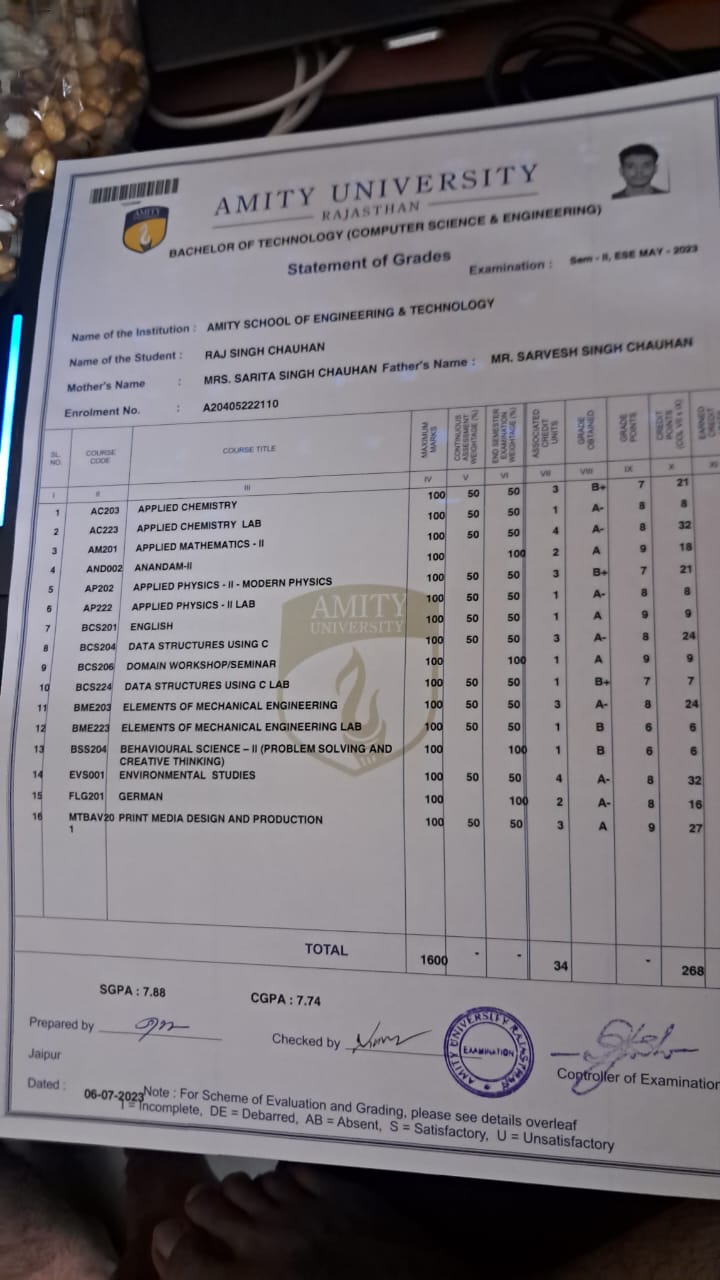 AMITY UNIVERSITY
RAJASTHAN
AMITY
BACHELOR OF TECHNOLOGY (COMPUTER SCIENCE & ENGINEERING)
Statement of Grades
Examination : Sem - II, ESE MAY - 2023
Name of the Institution : AMITY SCHOOL OF ENGINEERING & TECHNOLOGY
Name of the Student : RAJ SINGH CHAUHAN
Mother's Name : MRS. SARITA SINGH CHAUHAN Father's Name : MR. SARVESH SINGH CHAUHAN
Enrolment No. : A20405222110
SL. NO. COURSE CODE COURSE TITLE MAXIMUM MARKS CONTINUOUS ASSESSMENT WEIGHTAGE (%) END SEMESTER EXAMINATION WEIGHTAGE (%) ASSOCIATED CREDIT UNITS GRADE OBTAINED GRADE POINTS CREDIT POINTS (COL VII x IX) EARNED CREDIT
I II III IV V VI VII VIII IX X XI
1 AC203 APPLIED CHEMISTRY 100 50 50 3 B+ 7 21
2 AC223 APPLIED CHEMISTRY LAB 100 50 50 1 A- 8 8
3 AM201 APPLIED MATHEMATICS - II 100 50 50 4 A- 8 32
4 AND002 ANANDAM-II 100 100 2 A 9 18
5 AP202 APPLIED PHYSICS - II - MODERN PHYSICS 100 50 50 3 B+ 7 21
6 AP222 APPLIED PHYSICS - II LAB 100 50 50 1 A- 8 8
7 BCS201 ENGLISH 100 50 50 1 A 9 9
8 BCS204 DATA STRUCTURES USING C 100 50 50 3 A- 8 24
9 BCS206 DOMAIN WORKSHOP/SEMINAR 100 100 1 A 9 9
10 BCS224 DATA STRUCTURES USING C LAB 100 50 50 1 B+ 7 7
11 BME203 ELEMENTS OF MECHANICAL ENGINEERING 100 50 50 3 A- 8 24
12 BME223 ELEMENTS OF MECHANICAL ENGINEERING LAB 100 50 50 1 B 6 6
13 BSS204 BEHAVIOURAL SCIENCE – II (PROBLEM SOLVING AND 100 100 1 B 6 6
CREATIVE THINKING)
14 EVS001 ENVIRONMENTAL STUDIES 100 50 50 4 A- 8 32
15 FLG201 GERMAN 100 100 2 A- 8 16
16 MTBAV20 PRINT MEDIA DESIGN AND PRODUCTION 100 50 50 3 A 9 27
1
AMITY
UNIVERSITY
TOTAL 1600 - - 34 - 268
SGPA : 7.88 CGPA : 7.74
Prepared by
Checked by
AMITY UNIVERSITY RAJASTHAN
EXAMINATION
Controller of Examination
Jaipur
Dated : 06-07-2023
Note : For Scheme of Evaluation and Grading, please see details overleaf
I = Incomplete, DE = Debarred, AB = Absent, S = Satisfactory, U = Unsatisfactory